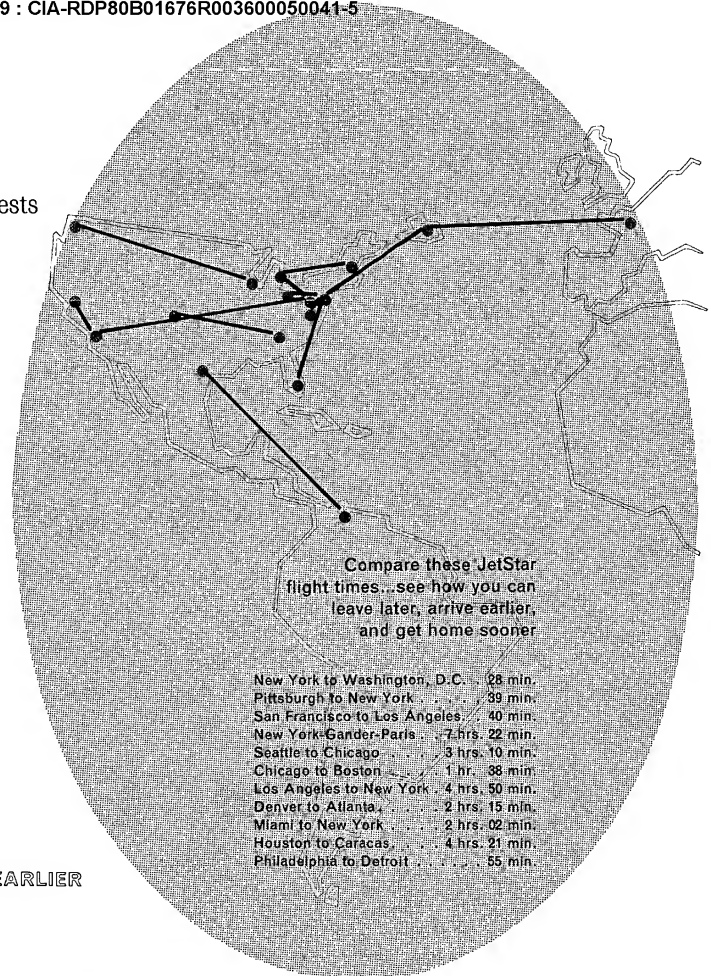 9 : CIA-RDP80B01676R003600050041-5
ests
Compare these JetStar
flight times...see how you can
leave later, arrive earlier,
and get home sooner
New York to Washington, D.C. . 28 min.
Pittsburgh to New York . . . . . 39 min.
San Francisco to Los Angeles. . 40 min.
New York-Gander-Paris . . 7 hrs. 22 min.
Seattle to Chicago . . . . 3 hrs. 10 min.
Chicago to Boston . . . . 1 hr. 38 min.
Los Angeles to New York . 4 hrs. 50 min.
Denver to Atlanta . . . . . 2 hrs. 15 min.
Miami to New York . . . . 2 hrs. 02 min.
Houston to Caracas. . . . 4 hrs. 21 min.
Philadelphia to Detroit . . . . . . 55 min.
EARLIER